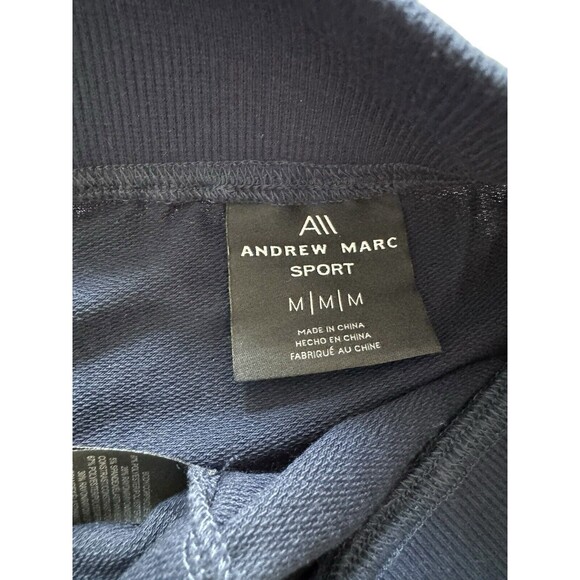 ANDREW MARC
SPORT
M|M|M
MADE IN CHINA
HECHO EN CHINA
FABRIQUÉ AU CHINE